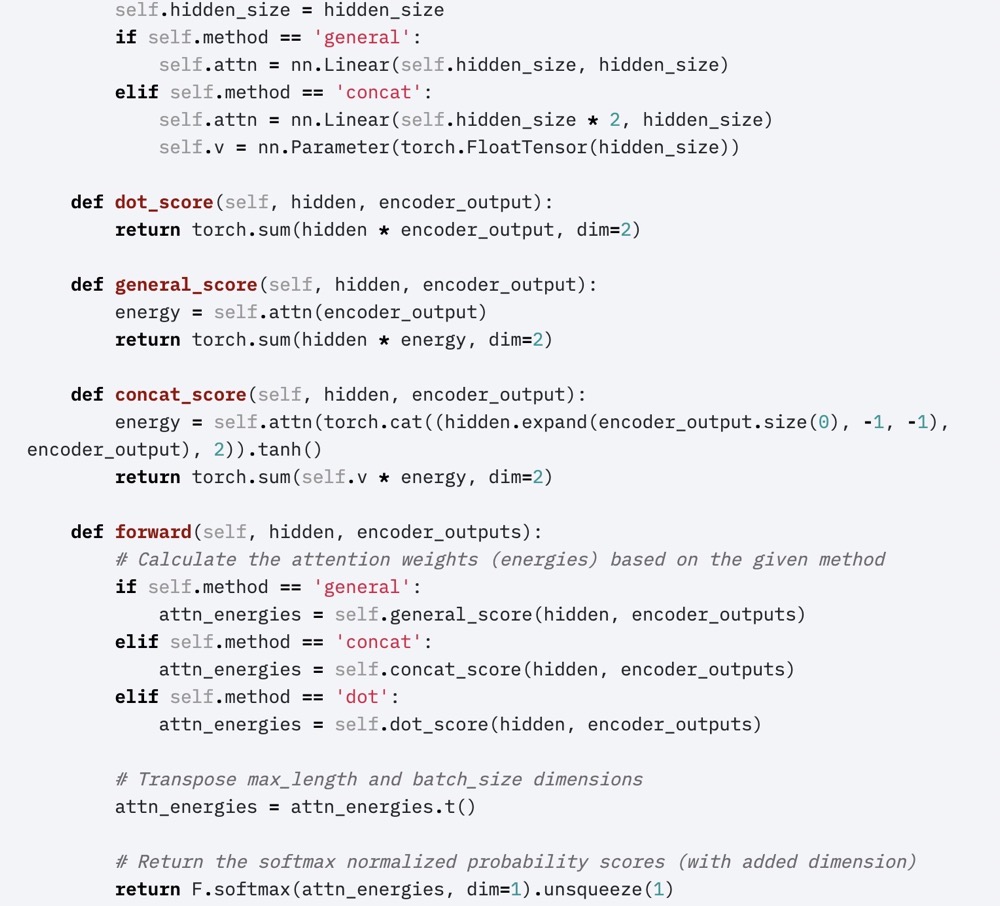 self.hidden_size = hidden_size
        if self.method == 'general':
            self.attn = nn.Linear(self.hidden_size, hidden_size)
        elif self.method == 'concat':
            self.attn = nn.Linear(self.hidden_size * 2, hidden_size)
            self.v = nn.Parameter(torch.FloatTensor(hidden_size))

    def dot_score(self, hidden, encoder_output):
        return torch.sum(hidden * encoder_output, dim=2)

    def general_score(self, hidden, encoder_output):
        energy = self.attn(encoder_output)
        return torch.sum(hidden * energy, dim=2)

    def concat_score(self, hidden, encoder_output):
        energy = self.attn(torch.cat((hidden.expand(encoder_output.size(0), -1, -1),
encoder_output), 2)).tanh()
        return torch.sum(self.v * energy, dim=2)

    def forward(self, hidden, encoder_outputs):
        # Calculate the attention weights (energies) based on the given method
        if self.method == 'general':
            attn_energies = self.general_score(hidden, encoder_outputs)
        elif self.method == 'concat':
            attn_energies = self.concat_score(hidden, encoder_outputs)
        elif self.method == 'dot':
            attn_energies = self.dot_score(hidden, encoder_outputs)

        # Transpose max_length and batch_size dimensions
        attn_energies = attn_energies.t()

        # Return the softmax normalized probability scores (with added dimension)
        return F.softmax(attn_energies, dim=1).unsqueeze(1)